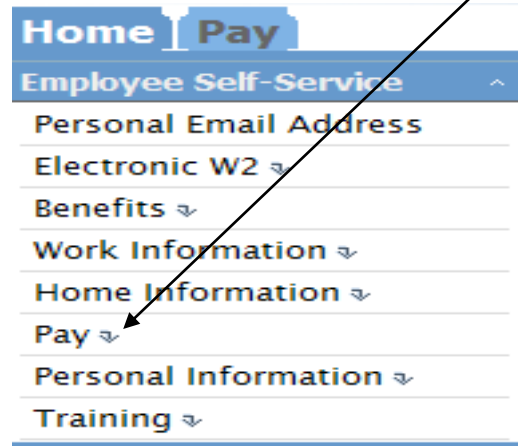 Home Pay
Employee Self-Service
Personal Email Address
Electronic W2
Benefits
Work Information
Home Information
Pay
Personal Information
Training